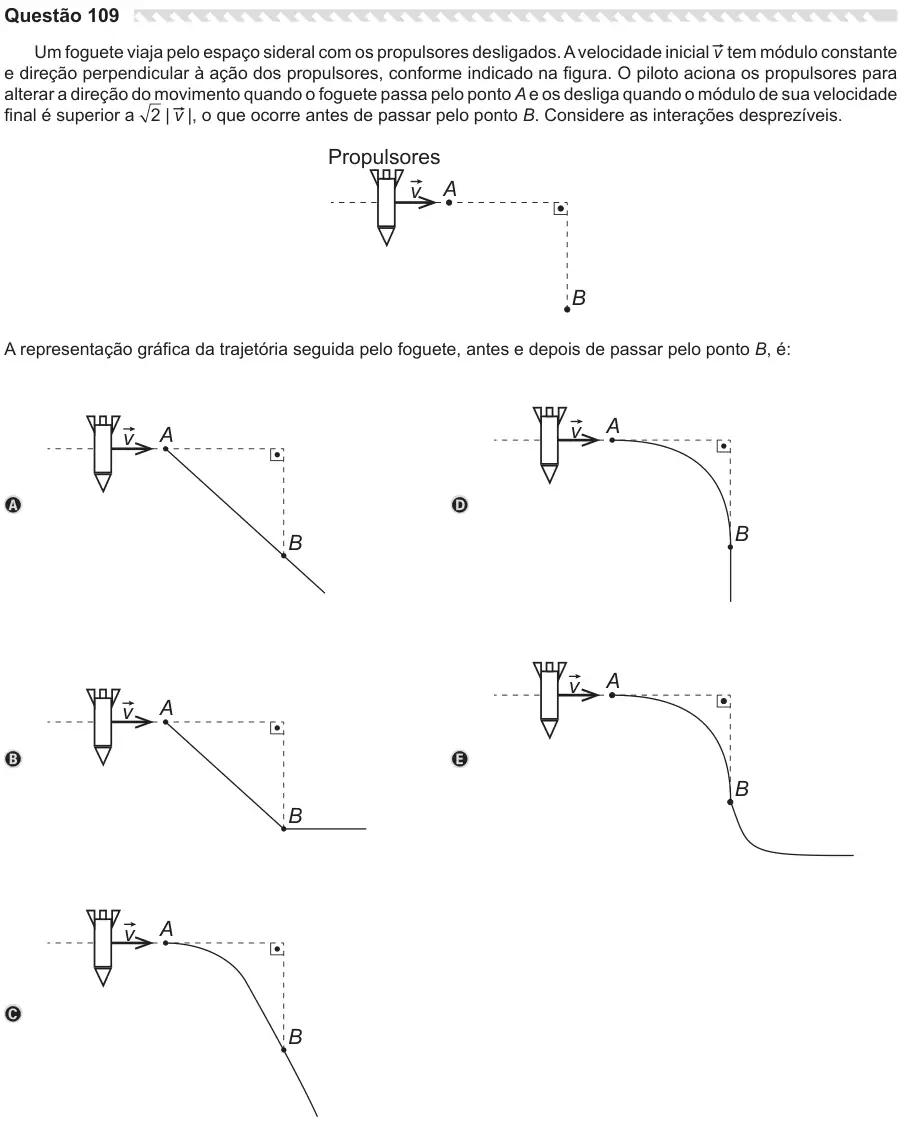 Questão 109
Um foguete viaja pelo espaço sideral com os propulsores desligados. A velocidade inicial v⃗ tem módulo constante
e direção perpendicular à ação dos propulsores, conforme indicado na figura. O piloto aciona os propulsores para
alterar a direção do movimento quando o foguete passa pelo ponto A e os desliga quando o módulo de sua velocidade
final é superior a √2 | v⃗ |, o que ocorre antes de passar pelo ponto B. Considere as interações desprezíveis.
Propulsores
v⃗ A
B
A representação gráfica da trajetória seguida pelo foguete, antes e depois de passar pelo ponto B, é:
A
v⃗ A
B
B
v⃗ A
B
C
v⃗ A
B
D
v⃗ A
B
E
v⃗ A
B